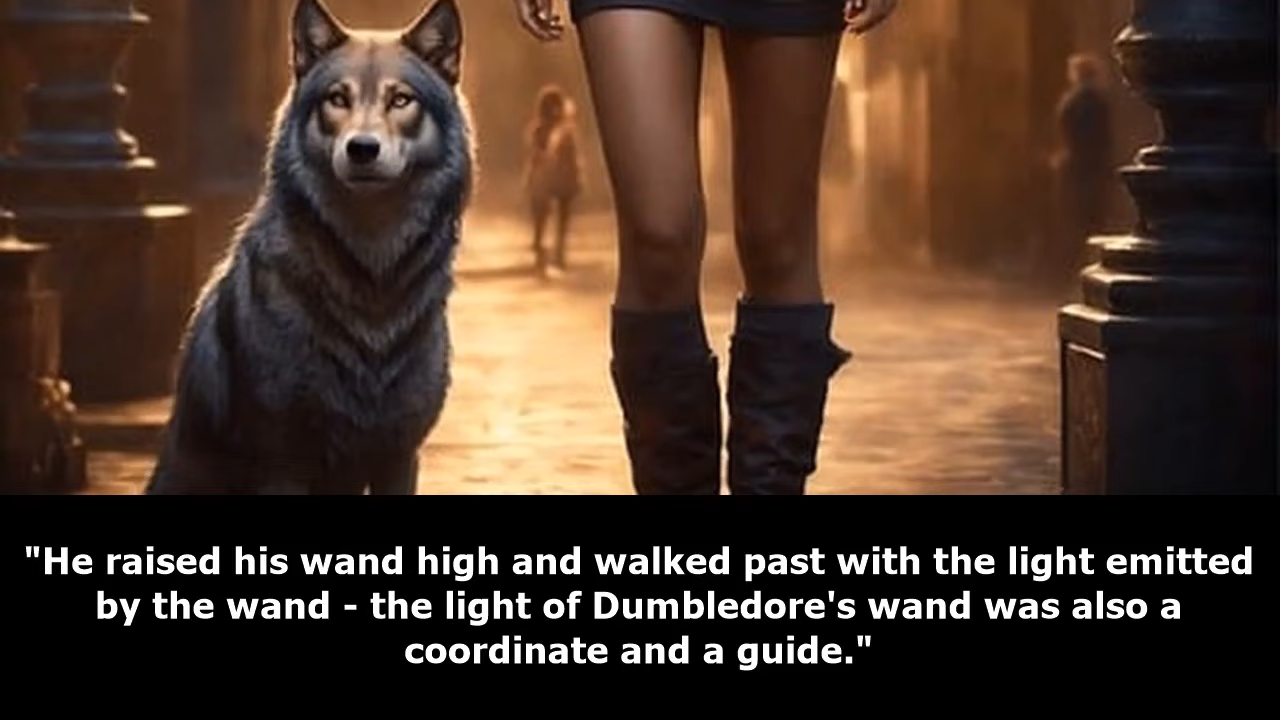 "He raised his wand high and walked past with the light emitted
by the wand - the light of Dumbledore's wand was also a
coordinate and a guide."